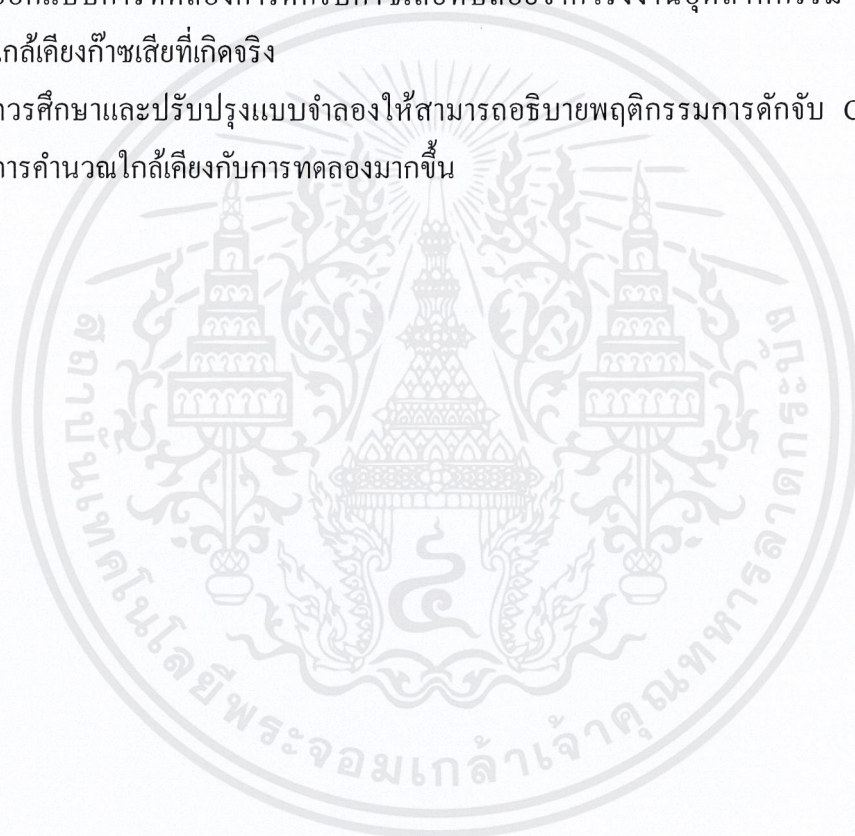 ใกล้เคียงก๊าซเสียที่เกิดจริง
วรศึกษาและปรับปรุงแบบจำลองให้สามารถอธิบายพฤติกรรมการดักจับ
การคำนวณใกล้เคียงกับการทดลองมากขึ้น
สถาบันเทคโนโลยีพระจอมเกล้าเจ้าคุณทหารลาดกระบัง
๔